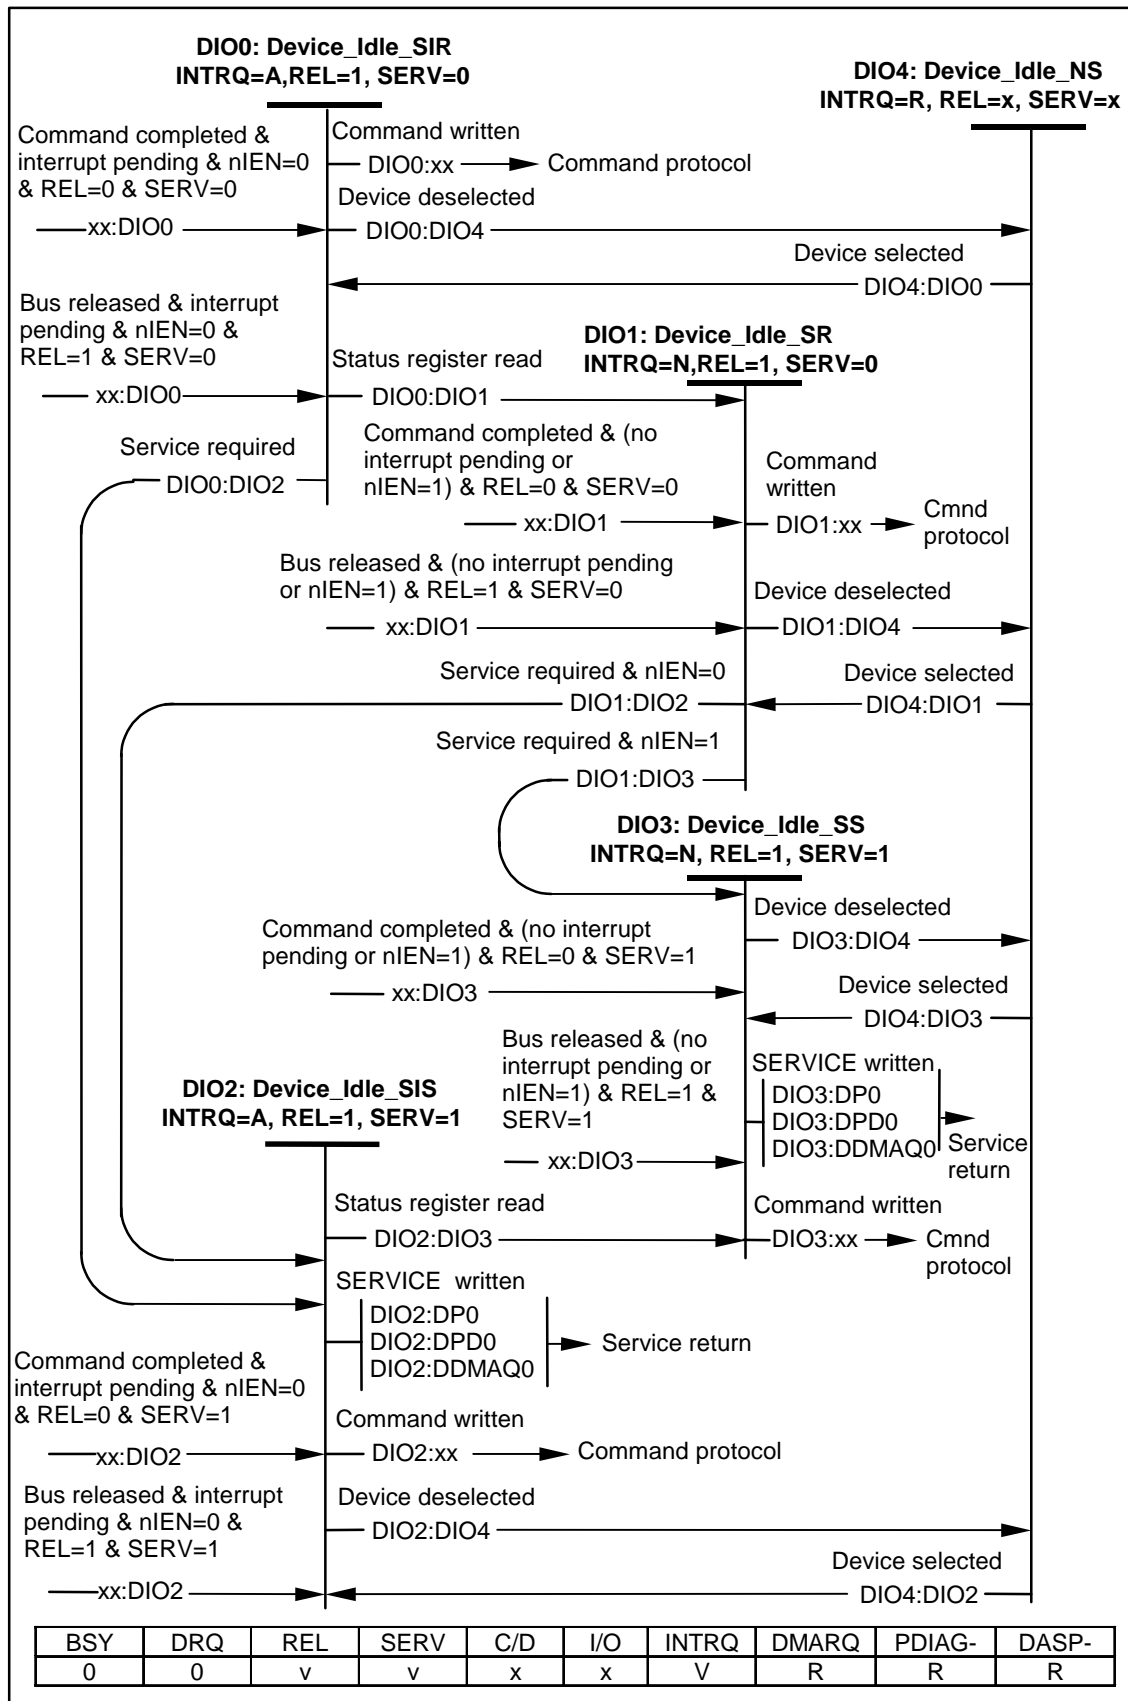 DIO0: Device_Idle_SIR
INTRQ=A,REL=1, SERV=0
DIO4: Device_Idle_NS
INTRQ=R, REL=x, SERV=x
Command completed &
interrupt pending & nIEN=0
& REL=0 & SERV=0
xx:DIO0
Command written
DIO0:xx
Command protocol
Device deselected
DIO0:DIO4
Device selected
DIO4:DIO0
Bus released & interrupt
pending & nIEN=0 &
REL=1 & SERV=0
xx:DIO0
DIO1: Device_Idle_SR
INTRQ=N,REL=1, SERV=0
Status register read
DIO0:DIO1
Service required
DIO0:DIO2
Command completed & (no
interrupt pending or
nIEN=1) & REL=0 & SERV=0
xx:DIO1
Command
written
DIO1:xx
Cmnd
protocol
Bus released & (no interrupt pending
or nIEN=1) & REL=1 & SERV=0
xx:DIO1
Device deselected
DIO1:DIO4
Service required & nIEN=0
DIO1:DIO2
Device selected
DIO4:DIO1
Service required & nIEN=1
DIO1:DIO3
DIO3: Device_Idle_SS
INTRQ=N, REL=1, SERV=1
Device deselected
DIO3:DIO4
Command completed & (no interrupt
pending or nIEN=1) & REL=0 & SERV=1
xx:DIO3
Device selected
DIO4:DIO3
Bus released & (no
interrupt pending or
nIEN=1) & REL=1 &
SERV=1
xx:DIO3
SERVICE written
DIO3:DP0
DIO3:DPD0
DIO3:DDMAQ0
Service
return
DIO2: Device_Idle_SIS
INTRQ=A, REL=1, SERV=1
Status register read
DIO2:DIO3
Command written
DIO3:xx
Cmnd
protocol
SERVICE written
DIO2:DP0
DIO2:DPD0
DIO2:DDMAQ0
Service return
Command completed &
interrupt pending & nIEN=0
& REL=0 & SERV=1
xx:DIO2
Command written
DIO2:xx
Command protocol
Bus released & interrupt
pending & nIEN=0 &
REL=1 & SERV=1
xx:DIO2
Device deselected
DIO2:DIO4
Device selected
DIO4:DIO2
BSY DRQ REL SERV C/D I/O INTRQ DMARQ PDIAG- DASP-
0 0 v v x x V R R R